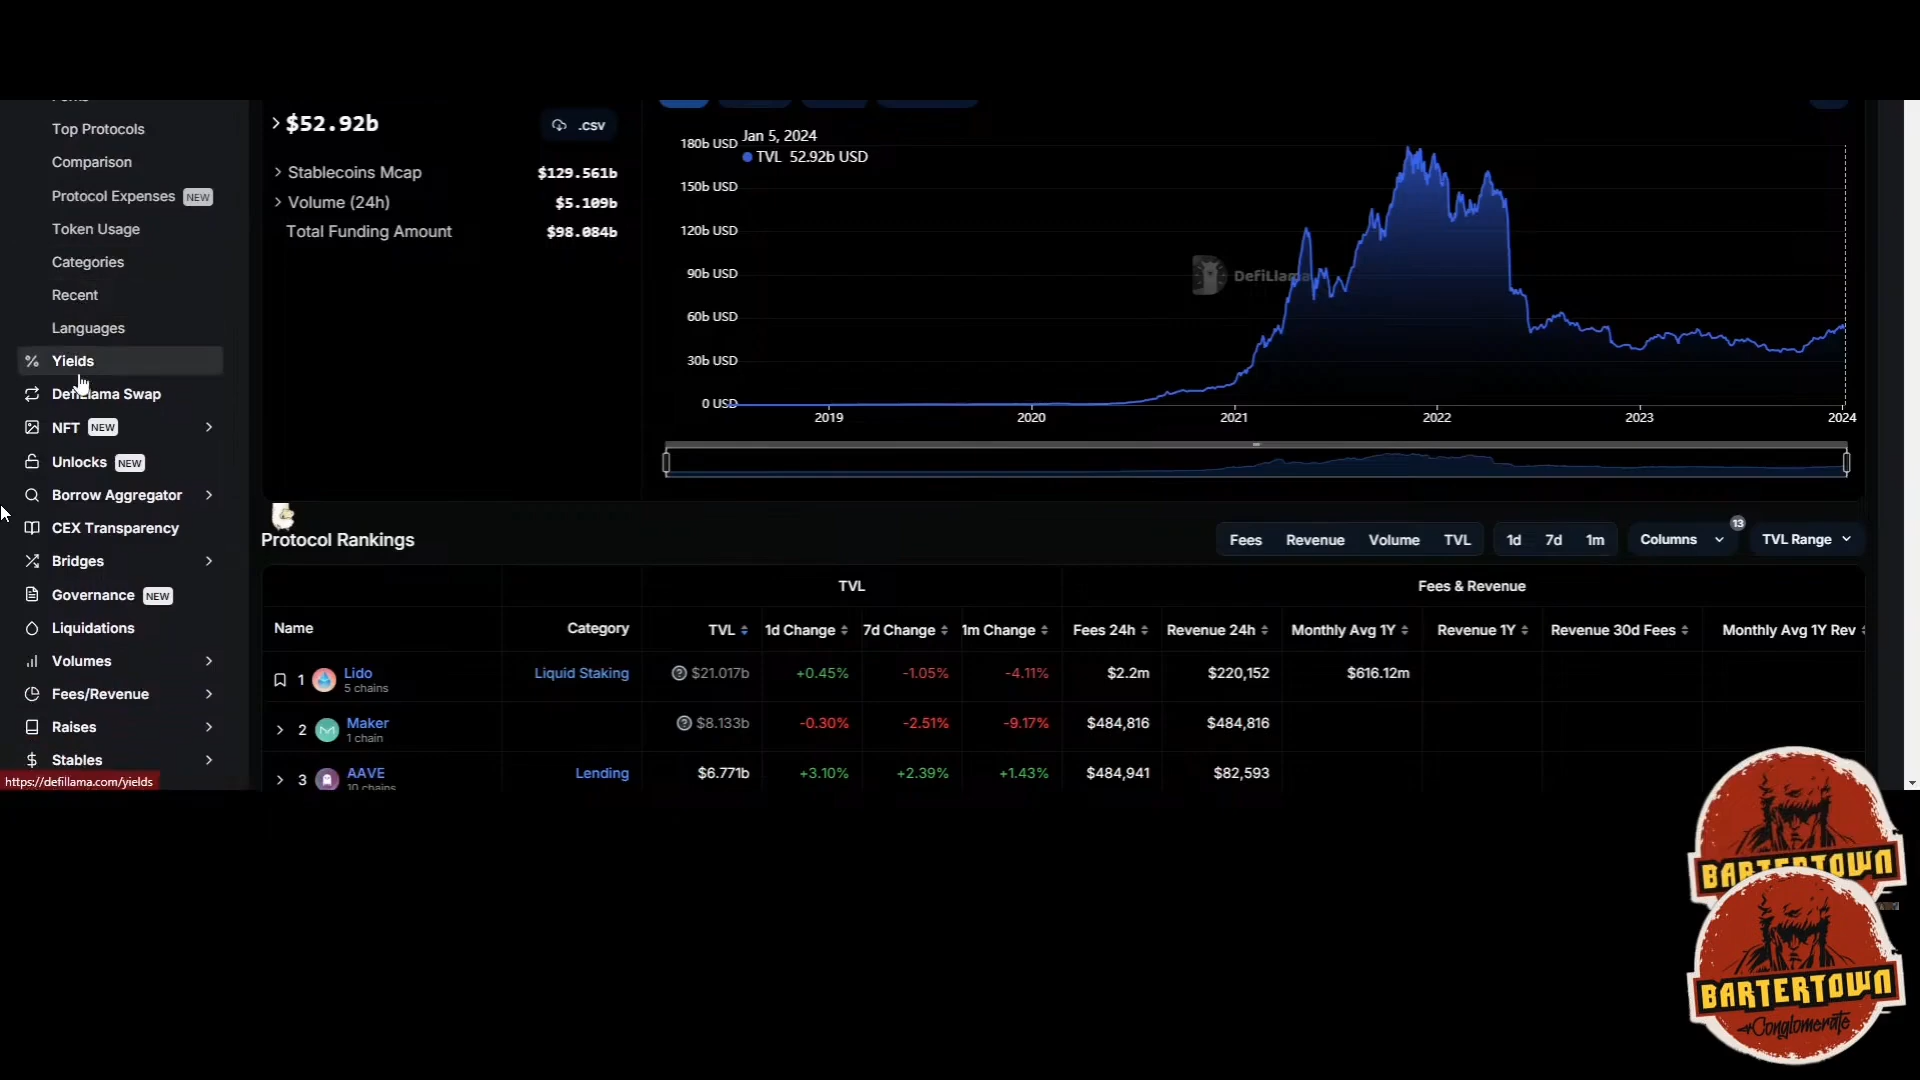 $52.92b
.csv
Stablecoins Mcap $129.561b
Volume (24h) $5.109b
Total Funding Amount $98.084b
Top Protocols
Comparison
Protocol Expenses NEW
Token Usage
Categories
Recent
Languages
Yields
DefiLlama Swap
NFT NEW
Unlocks NEW
Borrow Aggregator
CEX Transparency
Bridges
Governance NEW
Liquidations
Volumes
Fees/Revenue
Raises
Stables
https://defillama.com/yields
Jan 5, 2024
TVL 52.92b USD
180b USD
150b USD
120b USD
90b USD
60b USD
30b USD
0 USD
DefiLlama
2019 2020 2021 2022 2023 2024
Protocol Rankings
Fees Revenue Volume TVL
1d 7d 1m
Columns 13
TVL Range
TVL Fees & Revenue
Name Category TVL 1d Change 7d Change 1m Change Fees 24h Revenue 24h Monthly Avg 1Y Revenue 1Y Revenue 30d Fees Monthly Avg 1Y Rev
1 Lido Liquid Staking $21.017b +0.45% -1.05% -4.11% $2.2m $220,152 $616.12m
5 chains
2 Maker $8.133b -0.30% -2.51% -9.17% $484,816 $484,816
1 chain
3 AAVE Lending $6.771b +3.10% +2.39% +1.43% $484,941 $82,593
10 chains
BARTERTOWN
BARTERTOWN
Conglomerate